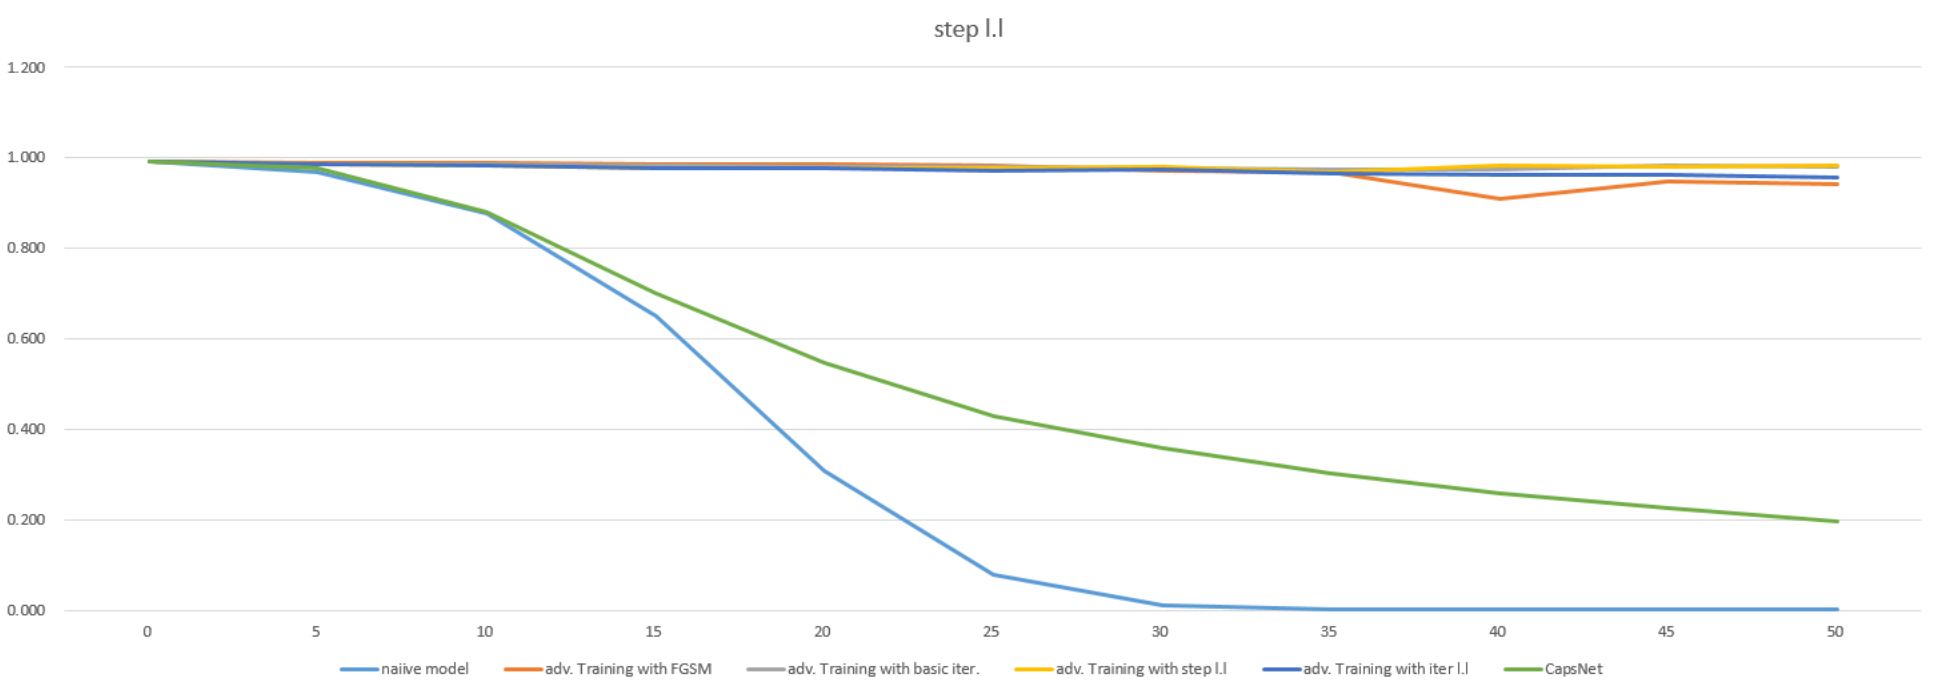 step l.l
1.200
1.000
0.800
0.600
0.400
0.200
0.000
0 5 10 15 20 25 30 35 40 45 50
naiive model adv. Training with FGSM adv. Training with basic iter. adv. Training with step l.l adv. Training with iter l.l CapsNet